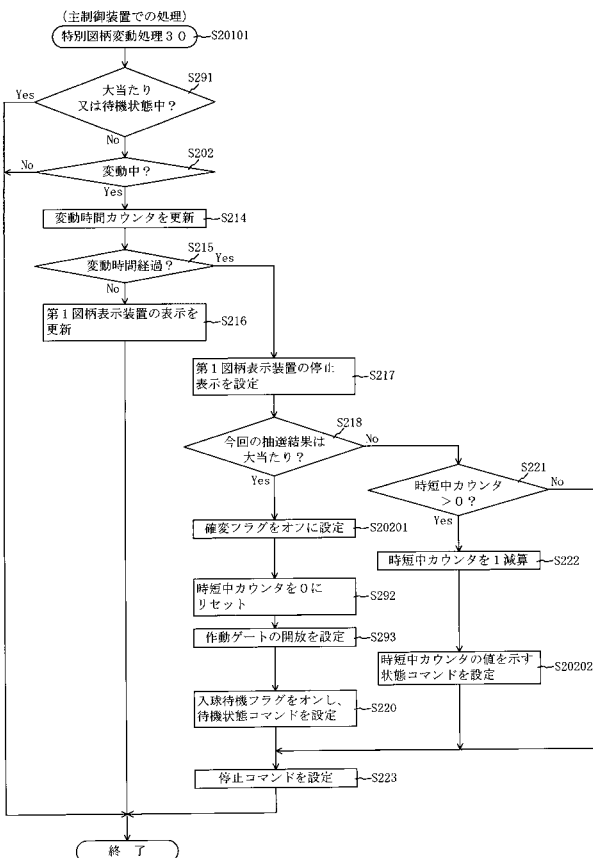 (主制御装置での処理)
特別図柄変動処理30
S20101
S291
大当たり
又は待機状態中？
Yes
No
S202
変動中？
No
Yes
変動時間カウンタを更新
S214
S215
変動時間経過？
Yes
No
第1図柄表示装置の表示を
更新
S216
第1図柄表示装置の停止
表示を設定
S217
S218
今回の抽選結果は
大当たり？
No
Yes
S221
時短中カウンタ
＞0？
No
Yes
確変フラグをオフに設定
S20201
時短中カウンタを1減算
S222
時短中カウンタを0に
リセット
S292
作動ゲートの開放を設定
S293
時短中カウンタの値を示す
状態コマンドを設定
S20202
入球待機フラグをオンし、
待機状態コマンドを設定
S220
停止コマンドを設定
S223
終了